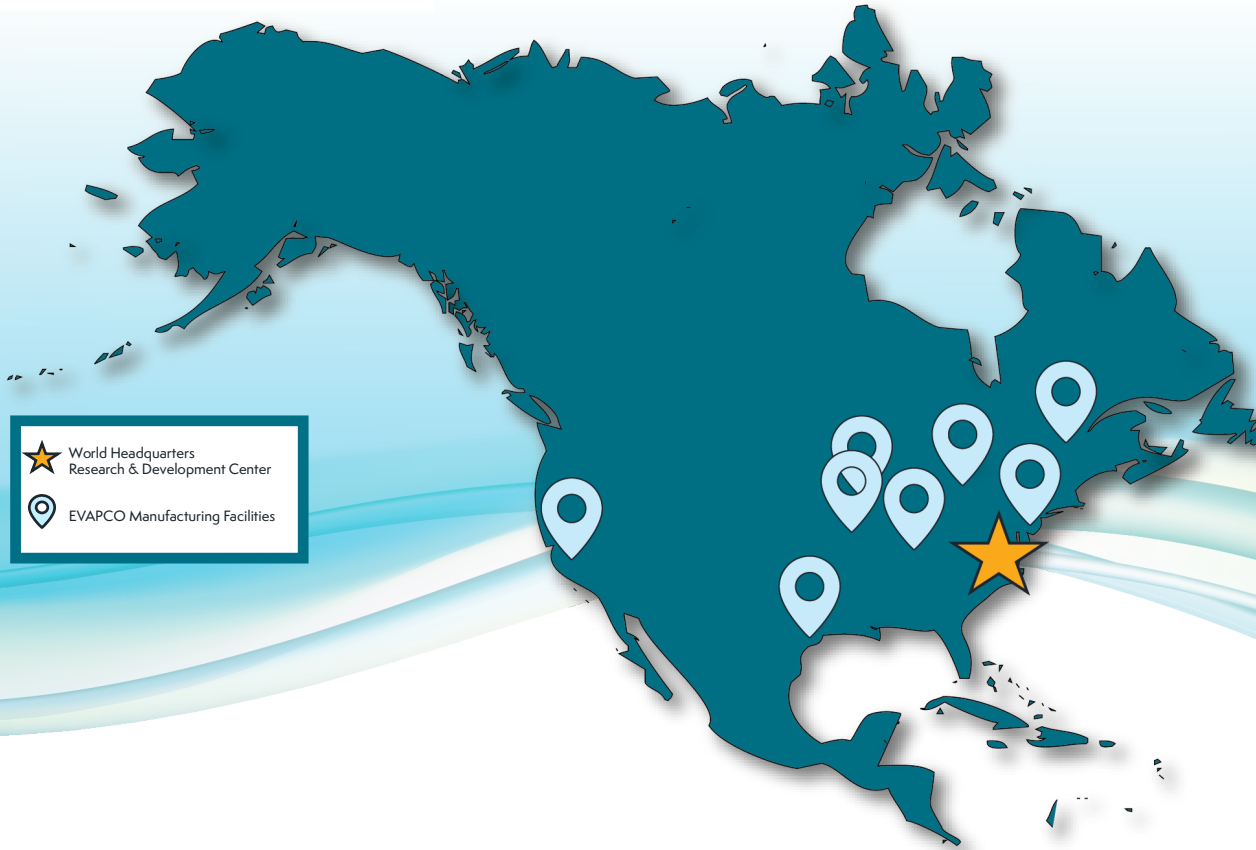 World Headquarters
Research & Development Center
EVAPCO Manufacturing Facilities